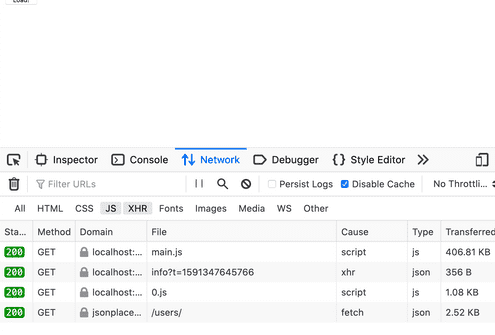 Load!
Inspector Console Network Debugger Style Editor
Filter URLs Persist Logs Disable Cache No Throttli...
All HTML CSS JS XHR Fonts Images Media WS Other
Sta... Method Domain File Cause Type Transferred
200 GET localhost:... main.js script js 406.81 KB
200 GET localhost:... info?t=1591347645766 xhr json 356 B
200 GET localhost:... 0.js script js 1.08 KB
200 GET jsonplace... /users/ fetch json 2.52 KB